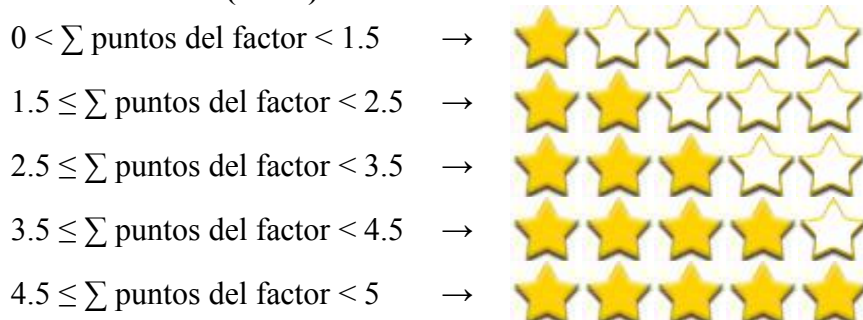 0 < ∑ puntos del factor < 1.5 →
1.5 ≤ ∑ puntos del factor < 2.5 →
2.5 ≤ ∑ puntos del factor < 3.5 →
3.5 ≤ ∑ puntos del factor < 4.5 →
4.5 ≤ ∑ puntos del factor < 5 →